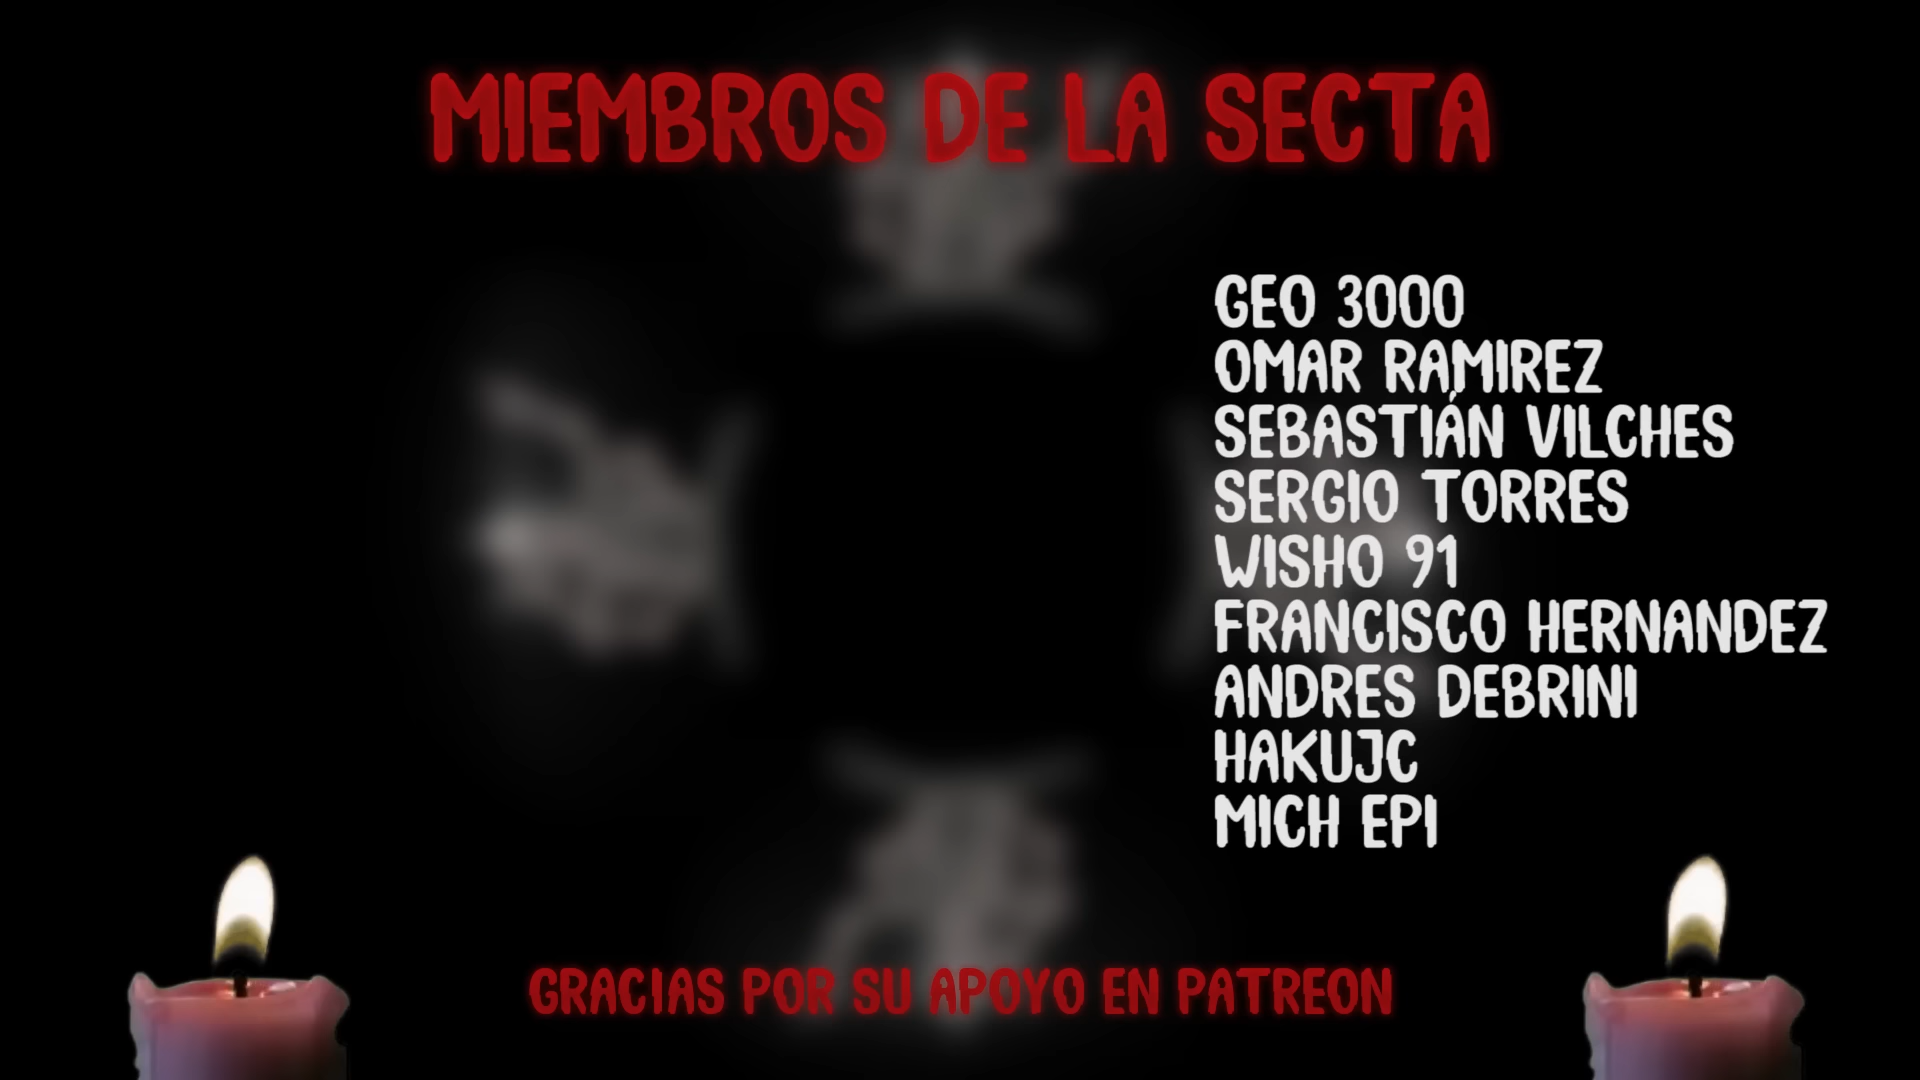 MIEMBROS DE LA SECTA
GEO 3000
OMAR RAMIREZ
SEBASTIÁN VILCHES
SERGIO TORRES
WISHO 91
FRANCISCO HERNANDEZ
ANDRES DEBRINI
HAKUJC
MICH EPI
GRACIAS POR SU APOYO EN PATREON